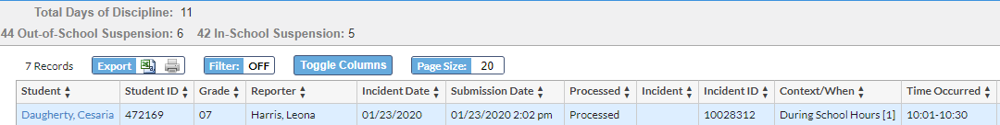 Total Days of Discipline: 11
44 Out-of-School Suspension: 6 42 In-School Suspension: 5
7 Records Export Filter: OFF Toggle Columns Page Size: 20
Student Student ID Grade Reporter Incident Date Submission Date Processed Incident Incident ID Context/When Time Occurred
Daugherty, Cesaria 472169 07 Harris, Leona 01/23/2020 01/23/2020 2:02 pm Processed 10028312 During School Hours [1] 10:01-10:30